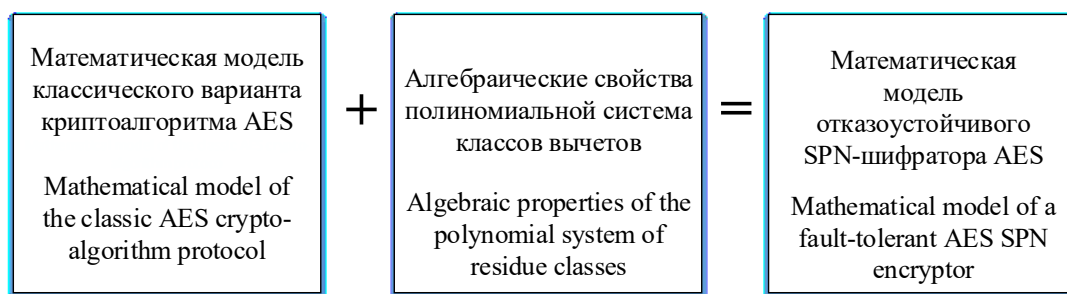 Математическая модель
классического варианта
криптоалгоритма AES
Mathematical model of
the classic AES crypto-
algorithm protocol
+
Алгебраические свойства
полиномиальной система
классов вычетов
Algebraic properties of the
polynomial system of
residue classes
=
Математическая
модель
отказоустойчивого
SPN-шифратора AES
Mathematical model of a
fault-tolerant AES SPN
encryptor